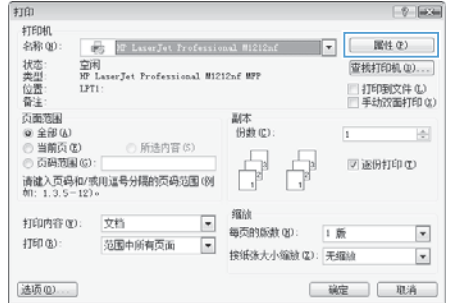 打印
打印机
名称(N): HP LaserJet Professional M1212nf
属性(P)
状态: 空闲
查找打印机(D)...
类型: HP LaserJet Professional M1212nf MFP
位置: LPT1:
打印到文件(L)
备注:
手动双面打印(X)
页面范围
全部(A)
当前页(E) 所选内容(S)
页码范围(G):
请键入页码和/或用逗号分隔的页码范围(例如: 1,3,5-12)。
副本
份数(C): 1
逐份打印(T)
打印内容(W): 文档
打印(R): 范围中所有页面
缩放
每页的版数(H): 1 版
按纸张大小缩放(Z): 无缩放
选项(O)...
确定
取消